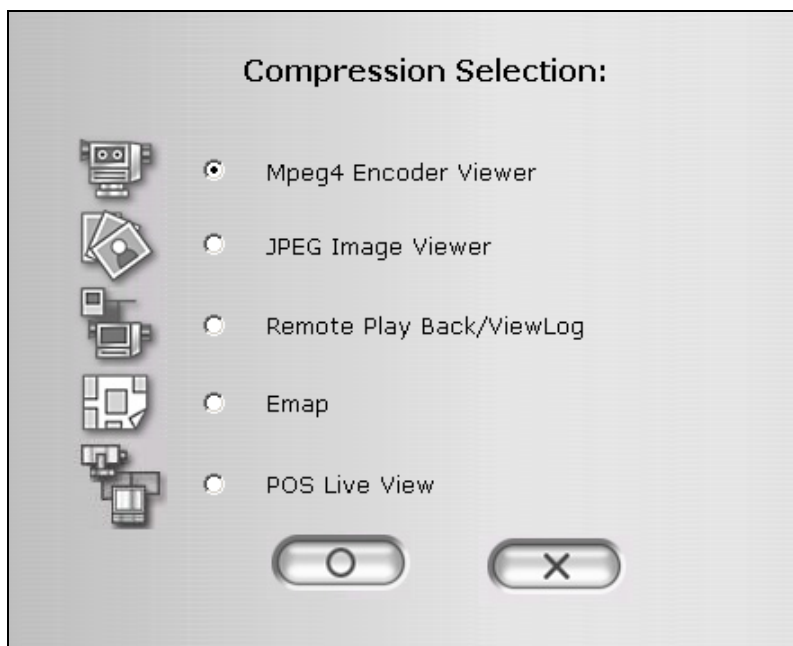 Compression Selection:
Mpeg4 Encoder Viewer
JPEG Image Viewer
Remote Play Back/ViewLog
Emap
POS Live View